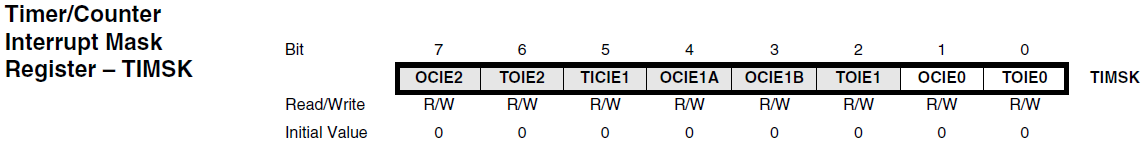 Timer/Counter
Interrupt Mask
Register – TIMSK
Bit 7 6 5 4 3 2 1 0
OCIE2 TOIE2 TICIE1 OCIE1A OCIE1B TOIE1 OCIE0 TOIE0 TIMSK
Read/Write R/W R/W R/W R/W R/W R/W R/W R/W
Initial Value 0 0 0 0 0 0 0 0